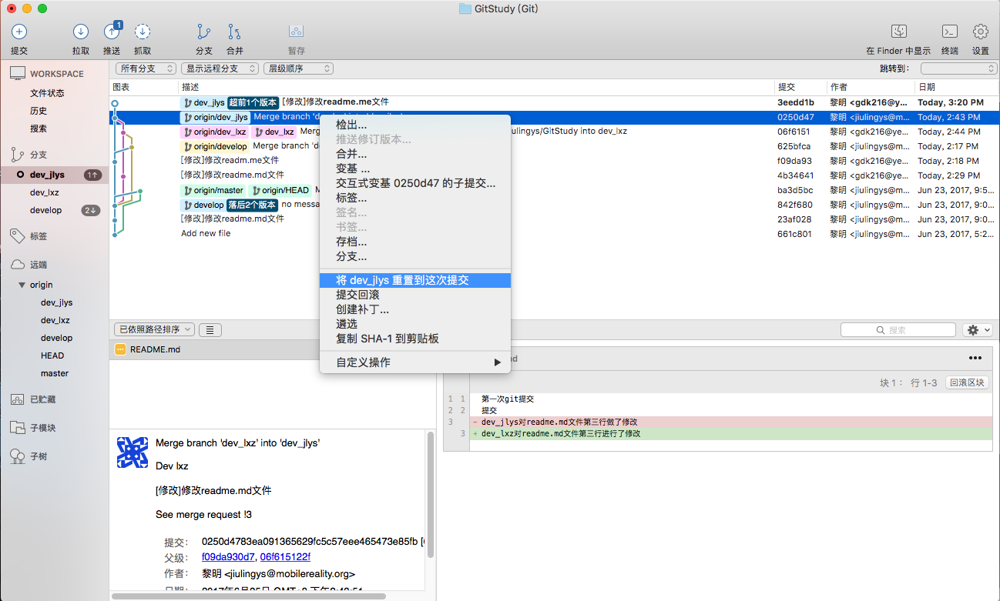 GitStudy (Git)
1
提交 拉取 推送 抓取 分支 合并 暂存 在 Finder 中显示 终端 设置
WORKSPACE
文件状态
历史
搜索
分支
dev_jlys 1↑
dev_lxz
develop 2↓
标签
远端
origin
dev_jlys
dev_lxz
develop
HEAD
master
已贮藏
子模块
子树
所有分支 显示远程分支 层级顺序 跳转到:
图表 描述 提交 作者 日期
dev_jlys 超前1个版本 [修改]修改readme.me文件 3eedd1b 黎明 <gdk216@y... Today, 3:20 PM
origin/dev_jlys Merge branch 0250d47 黎明 <jiulingys@m... Today, 2:43 PM
origin/dev_lxz dev_lxz Merg iulingys/GitStudy into dev_lxz 06f6151 黎明 <gdk216@ye... Today, 2:44 PM
origin/develop Merge branch 'd 625bfca 黎明 <jiulingys@m... Today, 2:17 PM
[修改]修改readm.me文件 f09da93 黎明 <gdk216@ye... Today, 2:18 PM
[修改]修改readme.md文件 4b34641 黎明 <gdk216@ye... Today, 2:29 PM
origin/master origin/HEAD M ba3d5bc 黎明 <jiulingys@m... Jun 23, 2017, 9:5...
develop 落后2个版本 no messa 842f680 黎明 <jiulingys@m... Jun 23, 2017, 9:0...
[修改]修改readme.md文件 23af028 黎明 <jiulingys@m... Jun 23, 2017, 9:0...
Add new file 661c801 黎明 <jiulingys@m... Jun 23, 2017, 5:2...
检出...
推送修订版本...
合并...
变基 ...
交互式变基 0250d47 的子提交...
标签...
签名...
书签...
存档...
分支...
将 dev_jlys 重置到这次提交
提交回滚
创建补丁...
遴选
复制 SHA-1 到剪贴板
自定义操作
已依照路径排序 搜索
README.md
Merge branch 'dev_lxz' into 'dev_jlys'
Dev lxz
[修改]修改readme.md文件
See merge request !3
提交: 0250d4783ea091365629fc5c57eee465473e85fb
父级: f09da930d7, 06f615122f
作者: 黎明 <jiulingys@mobilereality.org>
块 1： 行 1-3 回滚区块
1 1 第一次git提交
2 2 提交
3 - dev_jlys对readme.md文件第三行做了修改
3 + dev_lxz对readme.md文件第三行进行了修改